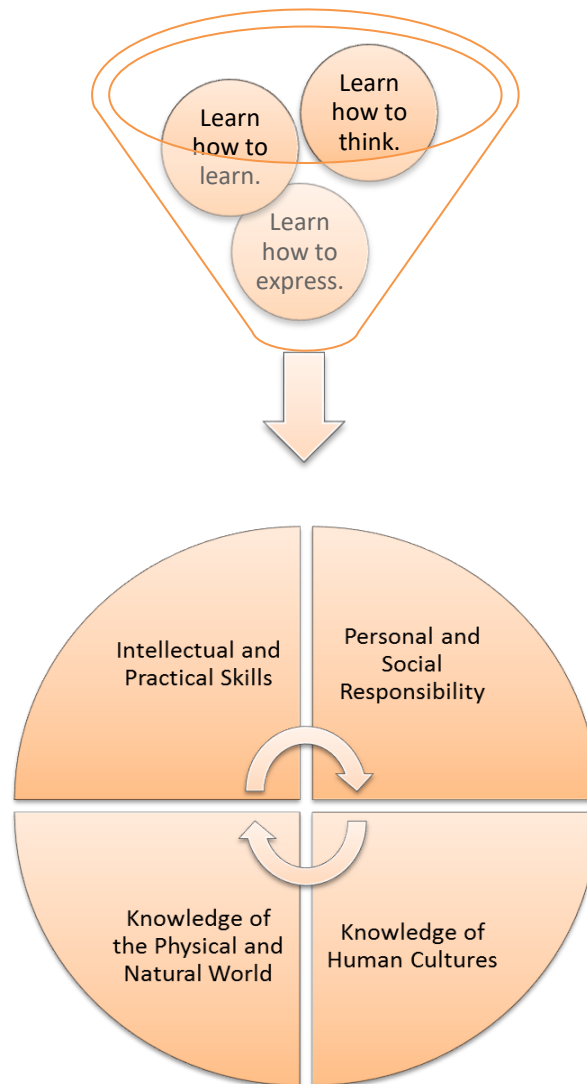 Learn
how to
think.
Learn
how to
learn.
Learn
how to
express.
Intellectual and
Practical Skills
Personal and
Social
Responsibility
Knowledge of
the Physical and
Natural World
Knowledge of
Human Cultures